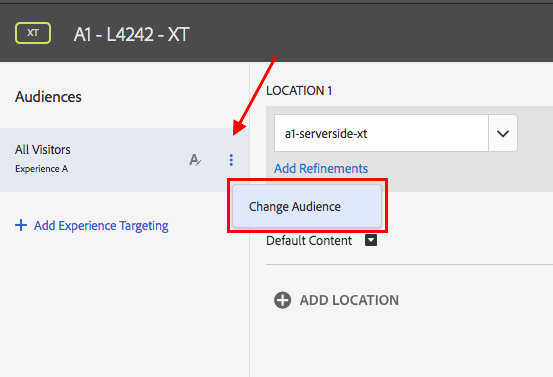 XT A1 - L4242 - XT
Audiences
All Visitors
Experience A
+ Add Experience Targeting
LOCATION 1
a1-serverside-xt
Add Refinements
Change Audience
Default Content
ADD LOCATION